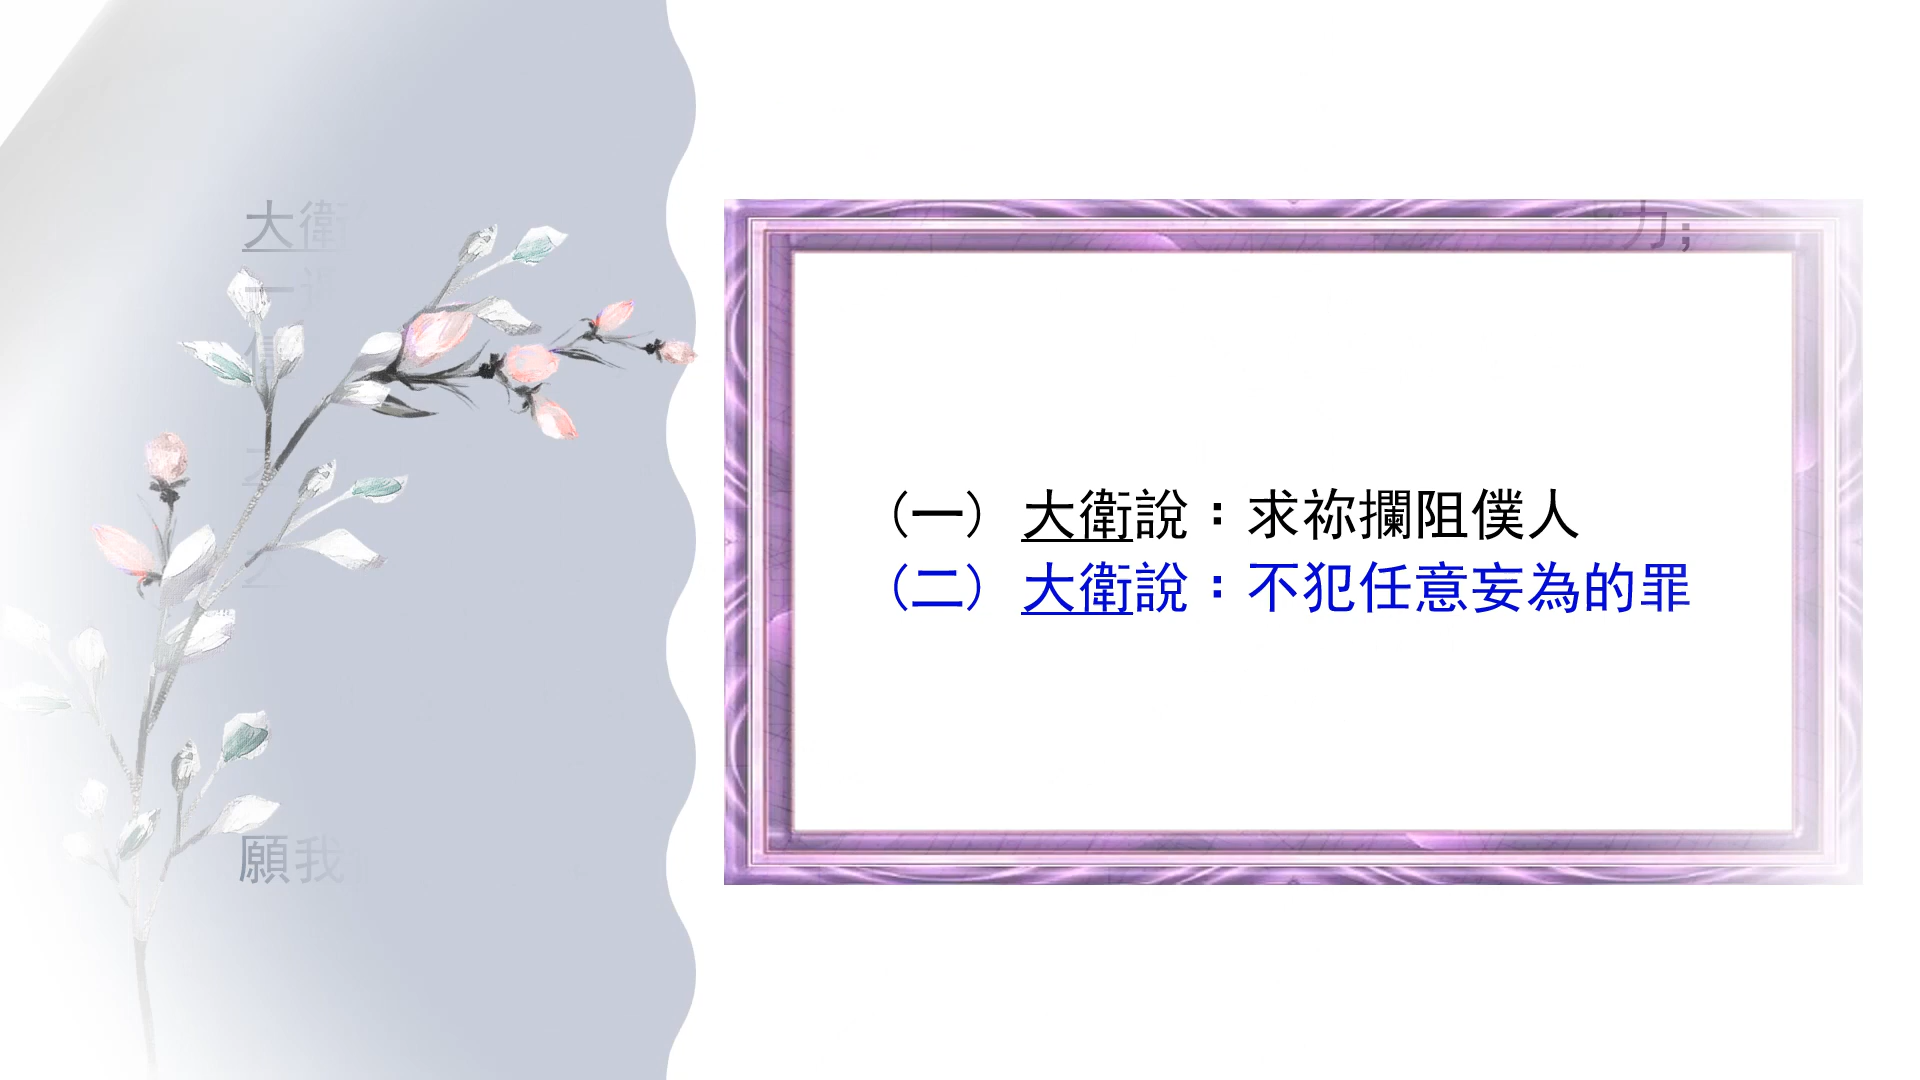 大衛
力;
(一) 大衛說：求祢攔阻僕人
(二) 大衛說：不犯任意妄為的罪
願我